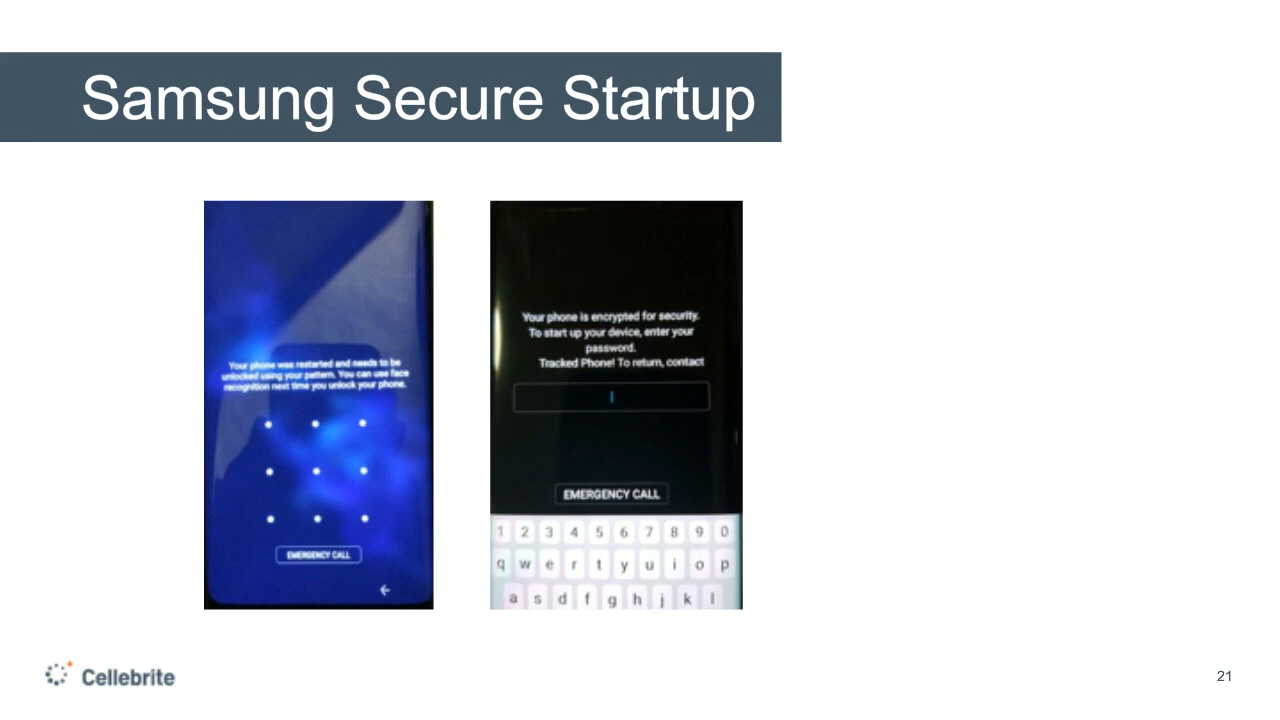 Samsung Secure Startup
Your phone was restarted and needs to be
unlocked using your pattern. You can use face
recognition next time you unlock your phone.
EMERGENCY CALL
Your phone is encrypted for security.
To start up your device, enter your
password.
Tracked Phone! To return, contact
EMERGENCY CALL
1 2 3 4 5 6 7 8 9 0
q w e r t y u i o p
a s d f g h j k l
Cellebrite
21